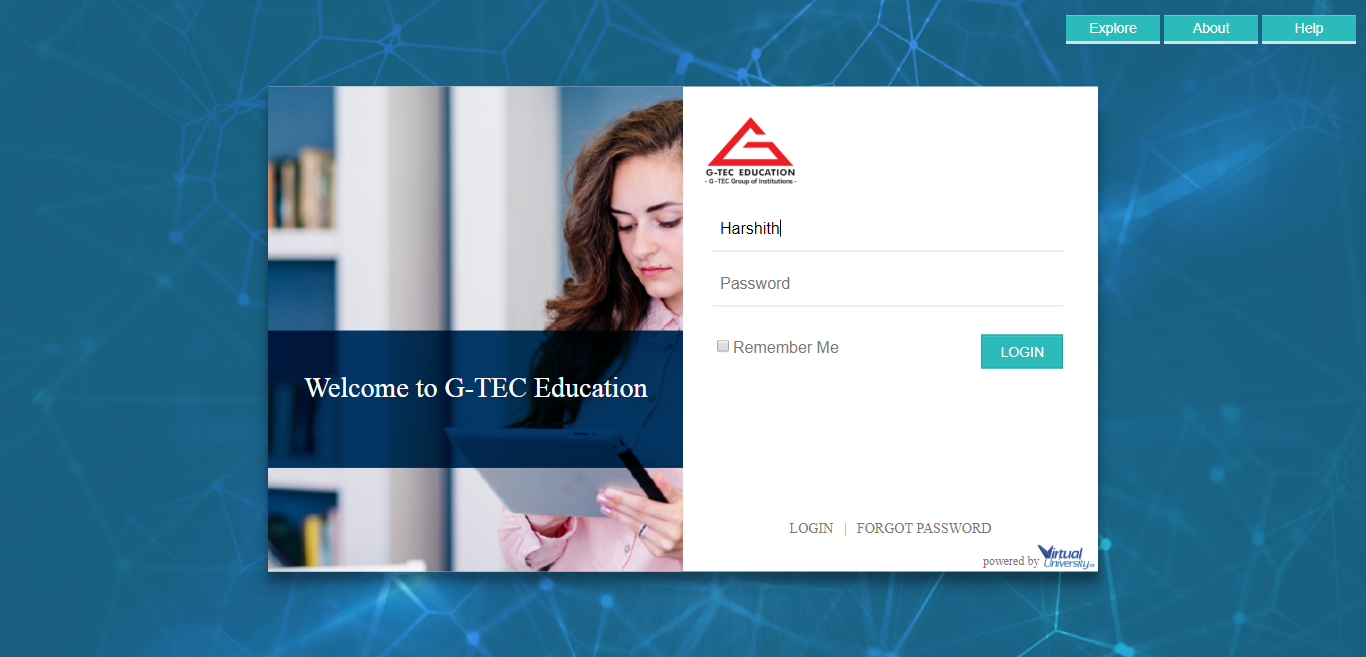 Explore About Help
G-TEC EDUCATION
- G -TEC Group of Institutions -
Harshith
Password
Remember Me
LOGIN
Welcome to G-TEC Education
LOGIN | FORGOT PASSWORD
powered by Virtual
University.in